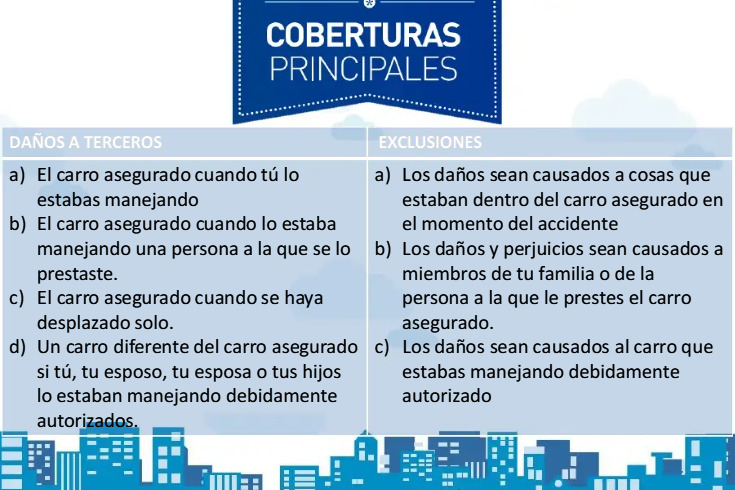 COBERTURAS
PRINCIPALES
DAÑOS A TERCEROS
a) El carro asegurado cuando tú lo
estabas manejando
b) El carro asegurado cuando lo estaba
manejando una persona a la que se lo
prestaste.
c) El carro asegurado cuando se haya
desplazado solo.
d) Un carro diferente del carro asegurado
si tú, tu esposo, tu esposa o tus hijos
lo estaban manejando debidamente
autorizados.
EXCLUSIONES
a) Los daños sean causados a cosas que
estaban dentro del carro asegurado en
el momento del accidente
b) Los daños y perjuicios sean causados a
miembros de tu familia o de la
persona a la que le prestes el carro
asegurado.
c) Los daños sean causados al carro que
estabas manejando debidamente
autorizado